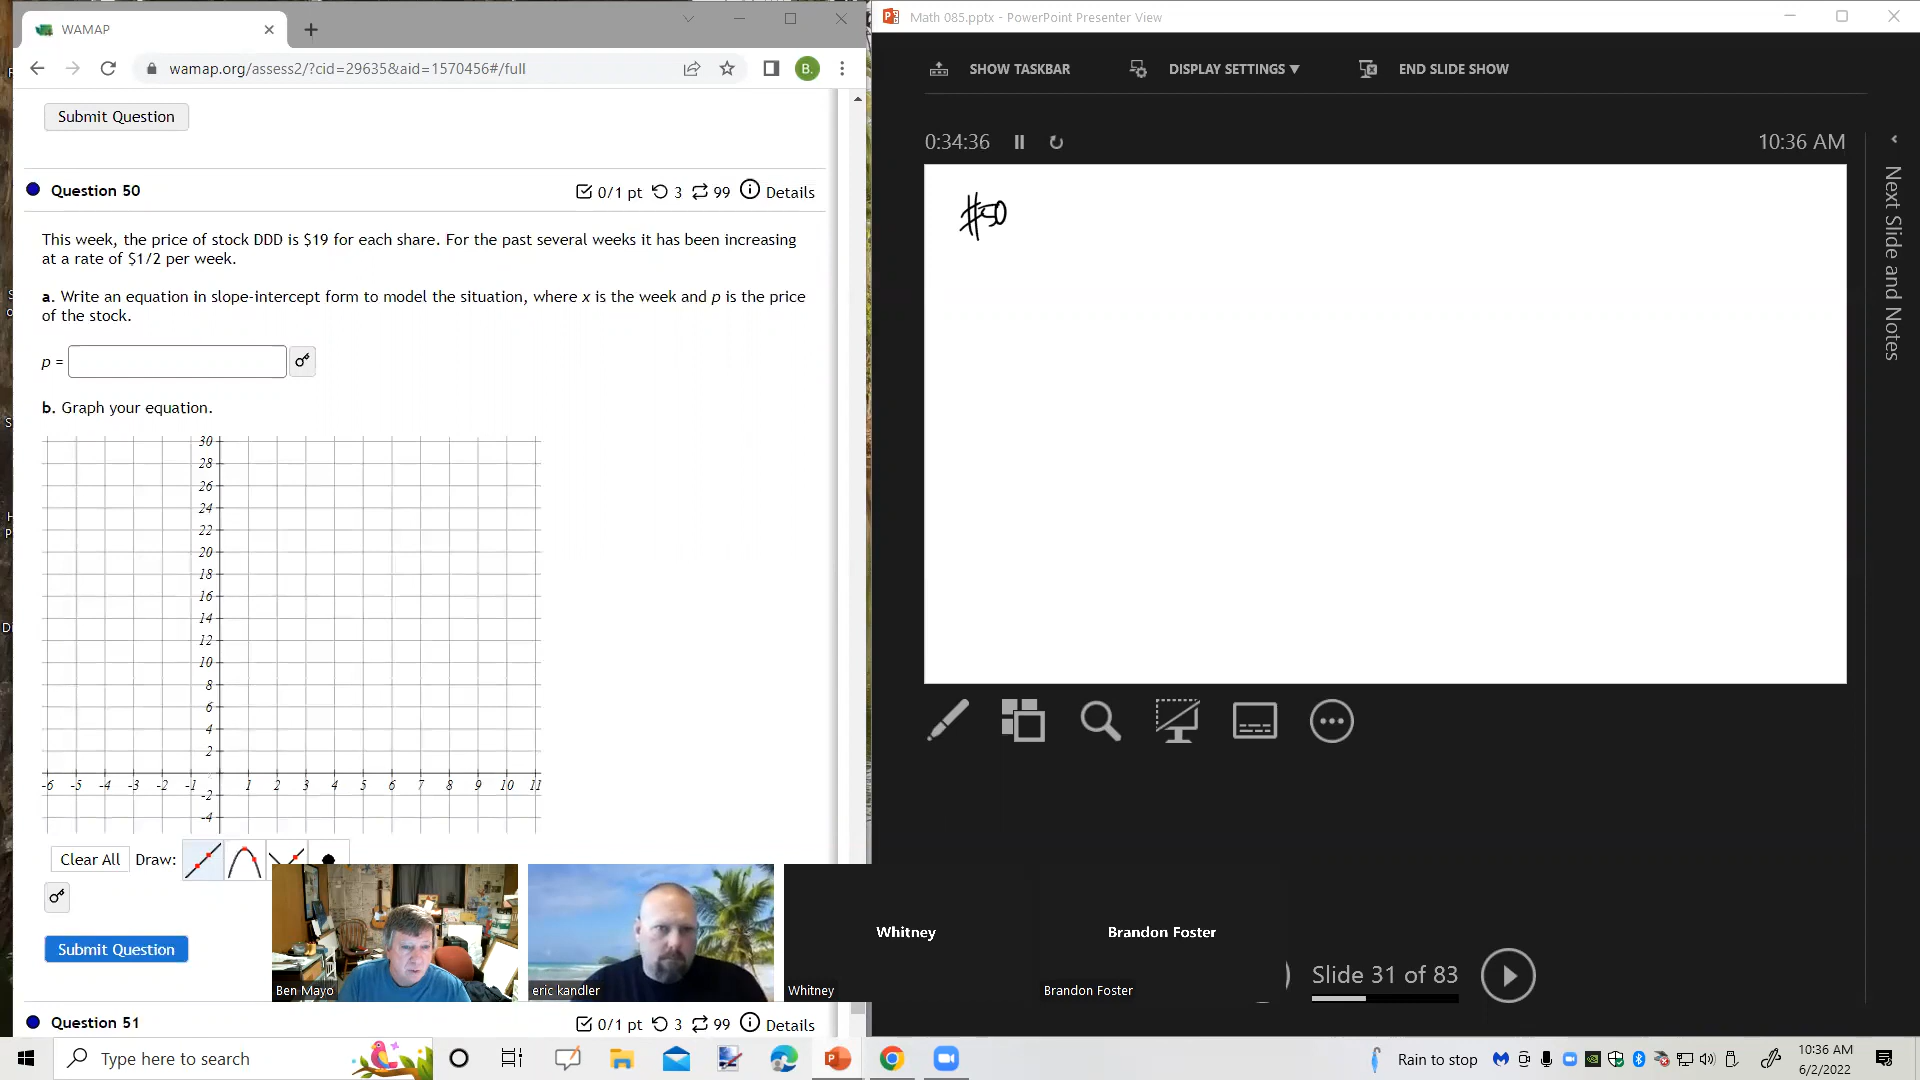 WAMAP
Math 085.pptx - PowerPoint Presenter View
wamap.org/assess2/?cid=29635&aid=1570456#/full
B.
SHOW TASKBAR
DISPLAY SETTINGS ▼
END SLIDE SHOW
Submit Question
0:34:36
10:36 AM
Question 50
0/1 pt 3 99 Details
This week, the price of stock DDD is $19 for each share. For the past several weeks it has been increasing
at a rate of $1/2 per week.
a. Write an equation in slope-intercept form to model the situation, where x is the week and p is the price
of the stock.
p =
b. Graph your equation.
30
28
26
24
22
20
18
16
14
12
10
8
6
4
2
-6 -5 -4 -3 -2 -1 1 2 3 4 5 6 7 8 9 10 11
-2
-4
Clear All Draw:
Submit Question
#50
Next Slide and Notes
Ben Mayo
eric kandler
Whitney
Whitney
Brandon Foster
Brandon Foster
Slide 31 of 83
Question 51
0/1 pt 3 99 Details
Type here to search
Rain to stop
10:36 AM
6/2/2022